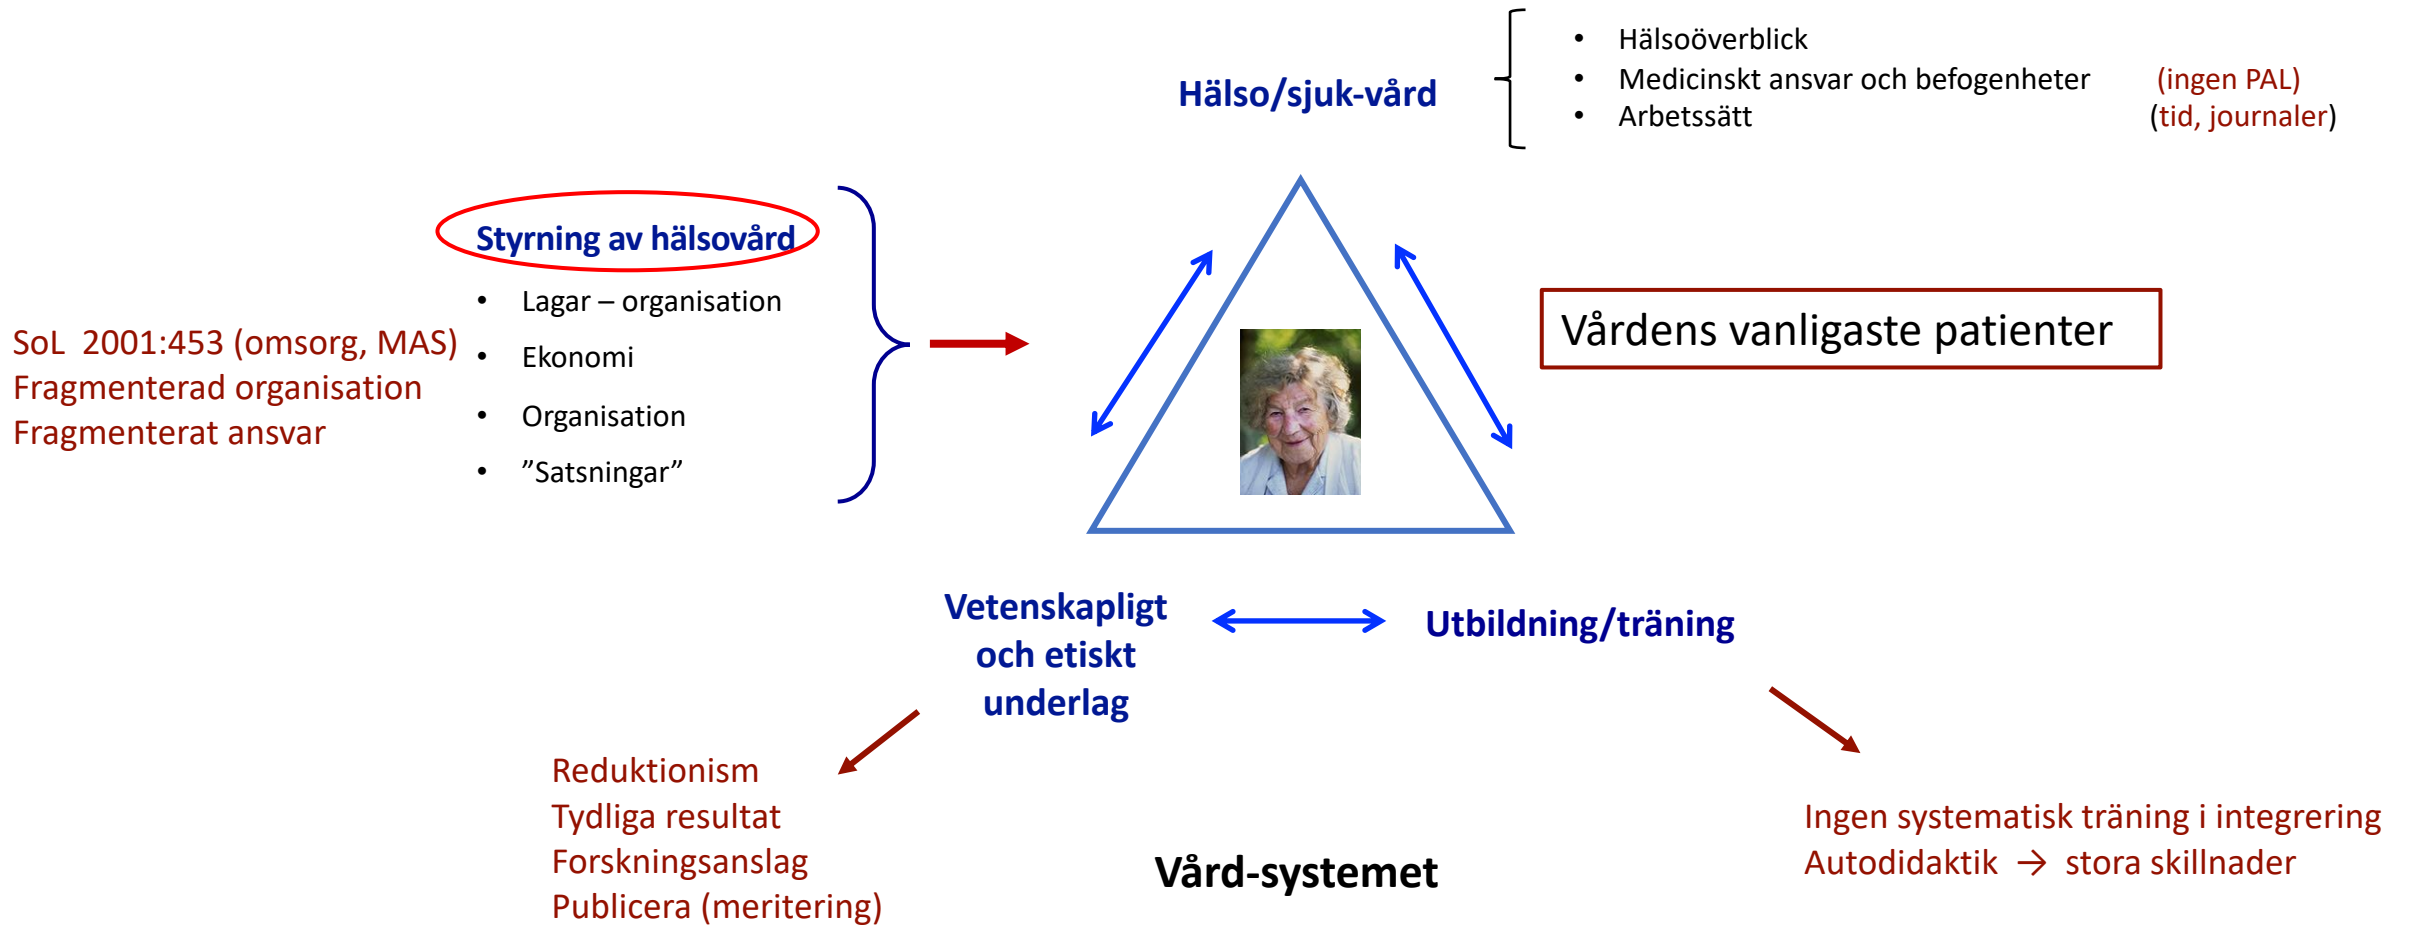 Hälso/sjuk-vård
• Hälsoöverblick
• Medicinskt ansvar och befogenheter (ingen PAL)
• Arbetssätt (tid, journaler)
Styrning av hälsovård
• Lagar – organisation
• Ekonomi
• Organisation
• ”Satsningar”
SoL 2001:453 (omsorg, MAS)
Fragmenterad organisation
Fragmenterat ansvar
Vårdens vanligaste patienter
Vetenskapligt
och etiskt
underlag
Utbildning/träning
Reduktionism
Tydliga resultat
Forskningsanslag
Publicera (meritering)
Vård-systemet
Ingen systematisk träning i integrering
Autodidaktik → stora skillnader